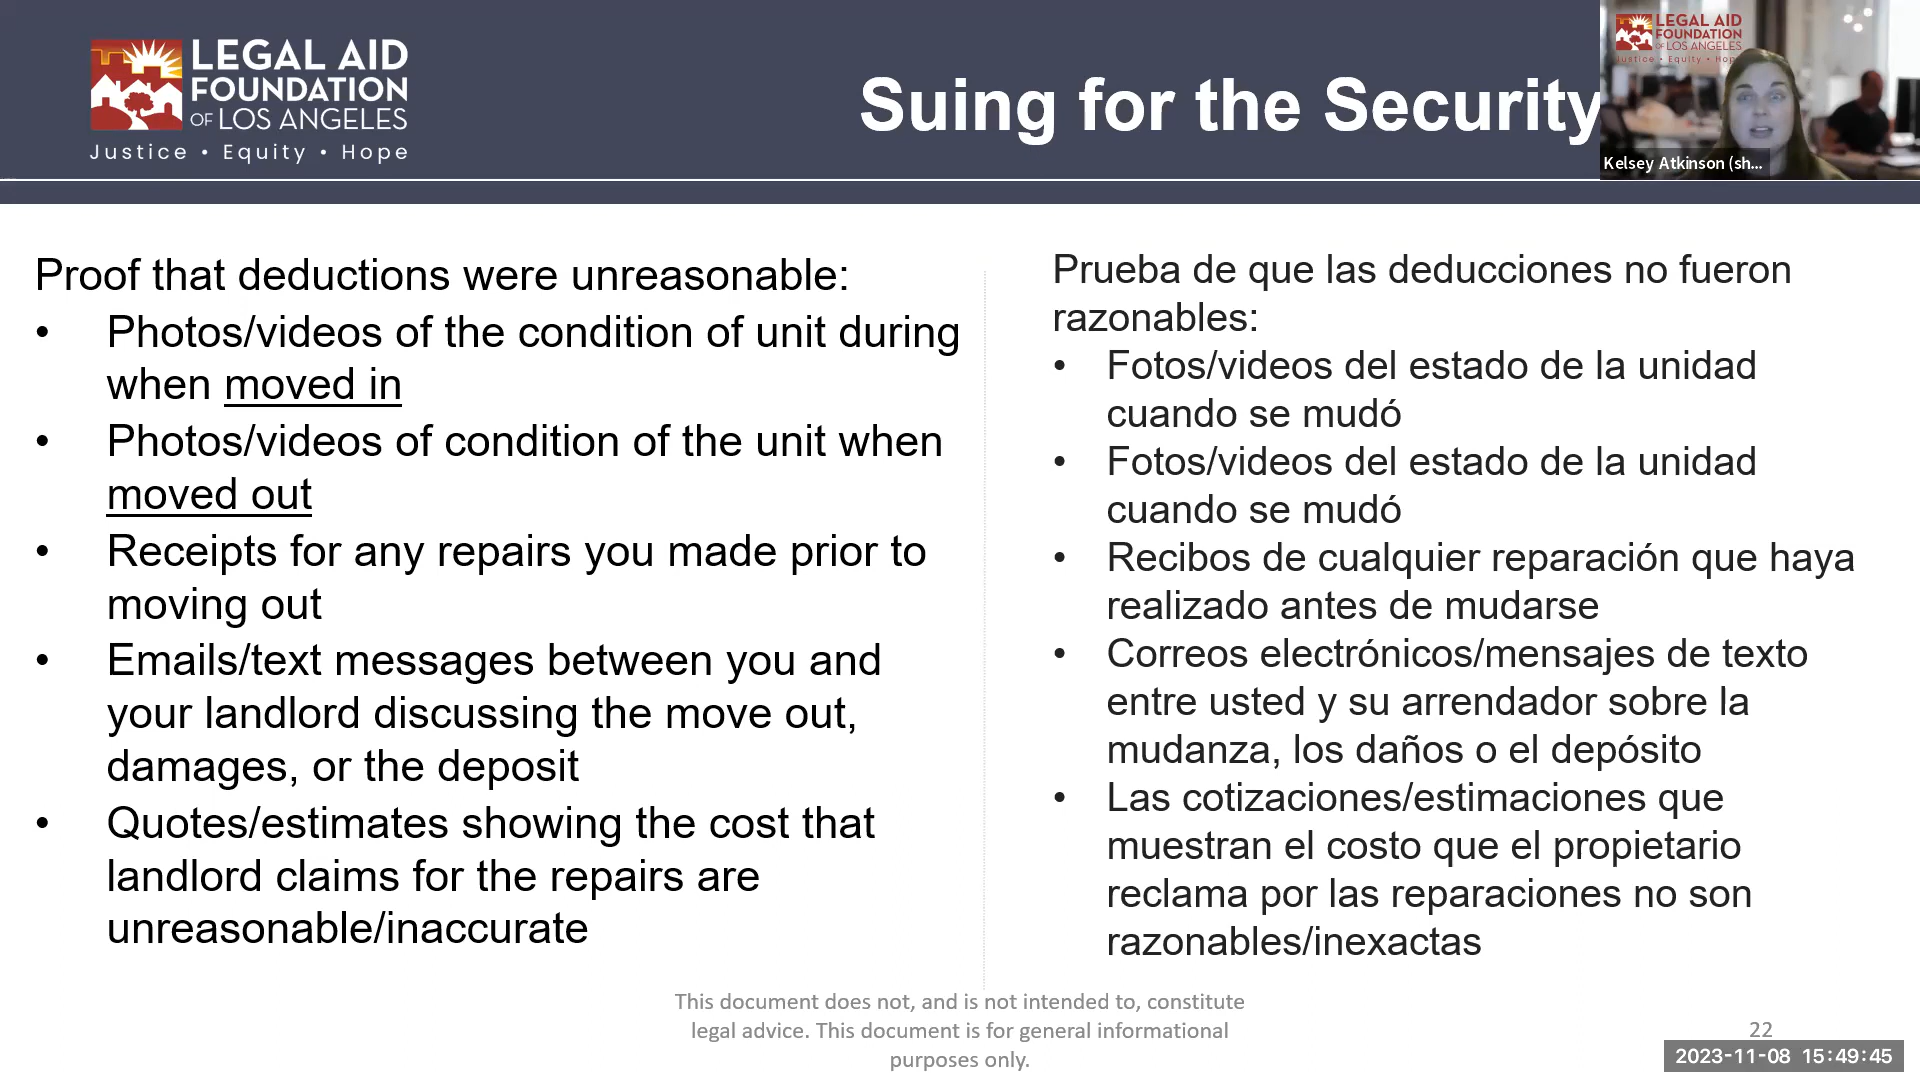 LEGAL AID
FOUNDATION
OF LOS ANGELES
Justice • Equity • Hope
Suing for the Security
LEGAL AID
FOUNDATION
OF LOS ANGELES
Justice • Equity • Hop
Kelsey Atkinson (sh...
Proof that deductions were unreasonable:
• Photos/videos of the condition of unit during
when moved in
• Photos/videos of condition of the unit when
moved out
• Receipts for any repairs you made prior to
moving out
• Emails/text messages between you and
your landlord discussing the move out,
damages, or the deposit
• Quotes/estimates showing the cost that
landlord claims for the repairs are
unreasonable/inaccurate
Prueba de que las deducciones no fueron
razonables:
• Fotos/videos del estado de la unidad
cuando se mudó
• Fotos/videos del estado de la unidad
cuando se mudó
• Recibos de cualquier reparación que haya
realizado antes de mudarse
• Correos electrónicos/mensajes de texto
entre usted y su arrendador sobre la
mudanza, los daños o el depósito
• Las cotizaciones/estimaciones que
muestran el costo que el propietario
reclama por las reparaciones no son
razonables/inexactas
This document does not, and is not intended to, constitute
legal advice. This document is for general informational
purposes only.
22
2023-11-08 15:49:45